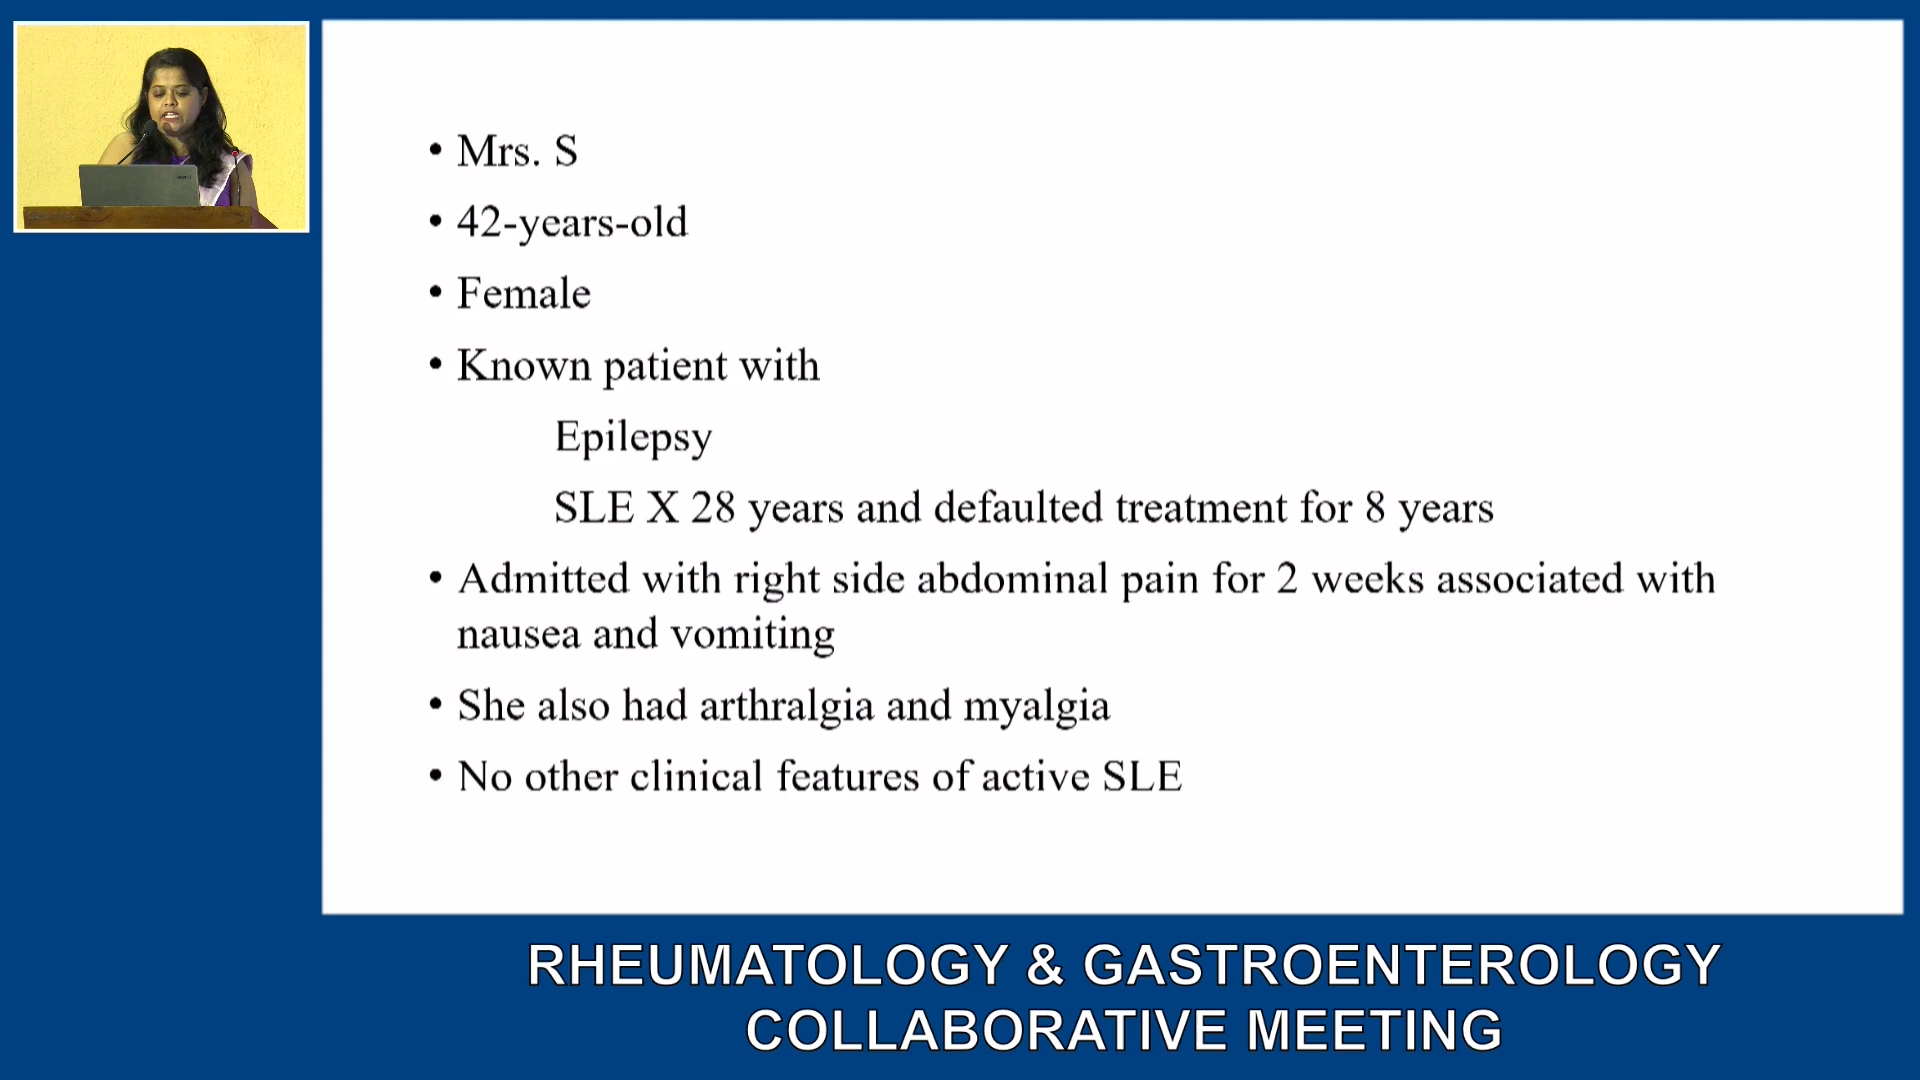 • Mrs. S
• 42-years-old
• Female
• Known patient with
Epilepsy
SLE X 28 years and defaulted treatment for 8 years
• Admitted with right side abdominal pain for 2 weeks associated with
nausea and vomiting
• She also had arthralgia and myalgia
• No other clinical features of active SLE
RHEUMATOLOGY & GASTROENTEROLOGY
COLLABORATIVE MEETING